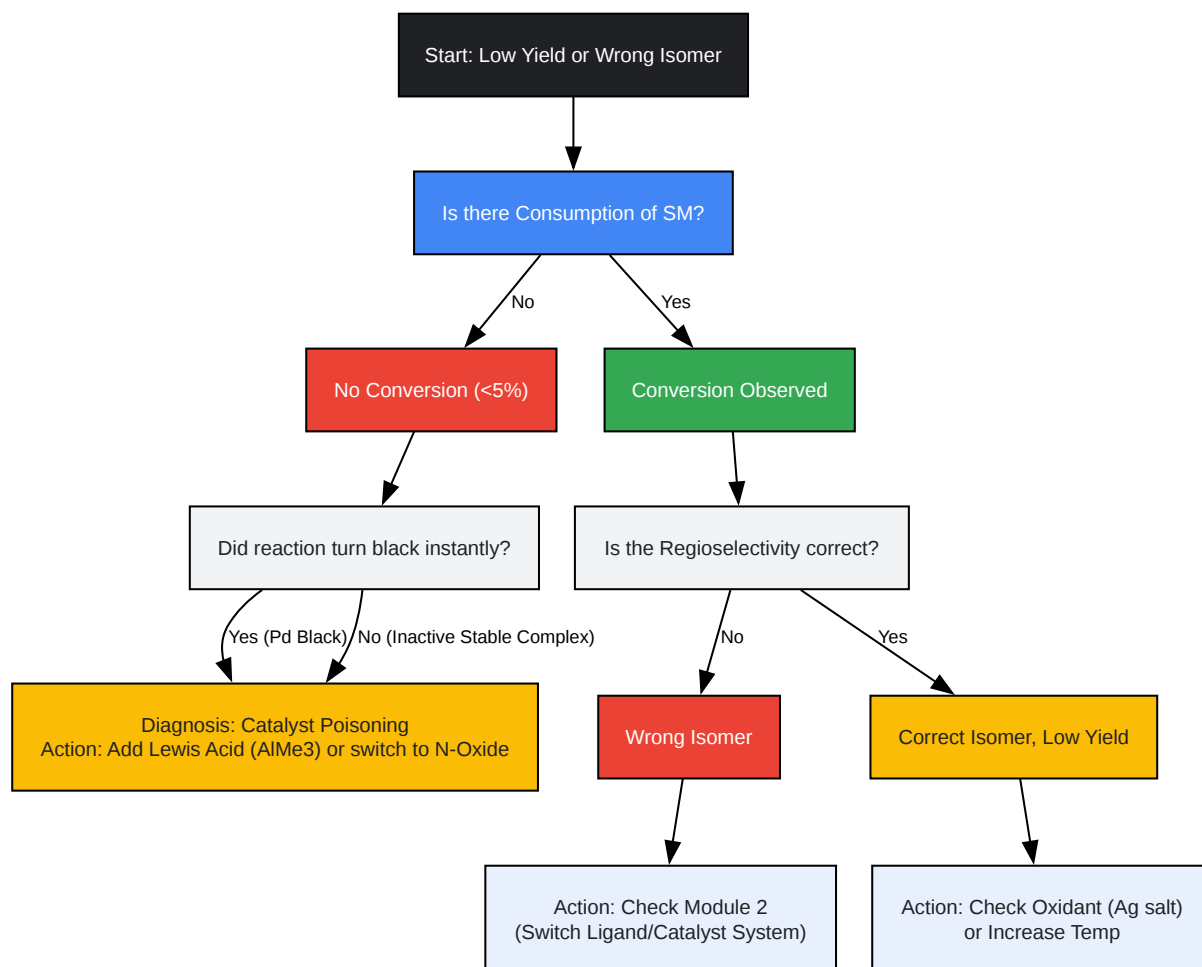 Start: Low Yield or Wrong Isomer
Is there Consumption of SM?
No
Yes
No Conversion (<5%)
Conversion Observed
Did reaction turn black instantly?
Is the Regioselectivity correct?
Yes (Pd Black)
No (Inactive Stable Complex)
No
Yes
Diagnosis: Catalyst Poisoning
Action: Add Lewis Acid (AlMe3) or switch to N-Oxide
Wrong Isomer
Correct Isomer, Low Yield
Action: Check Module 2
(Switch Ligand/Catalyst System)
Action: Check Oxidant (Ag salt)
or Increase Temp